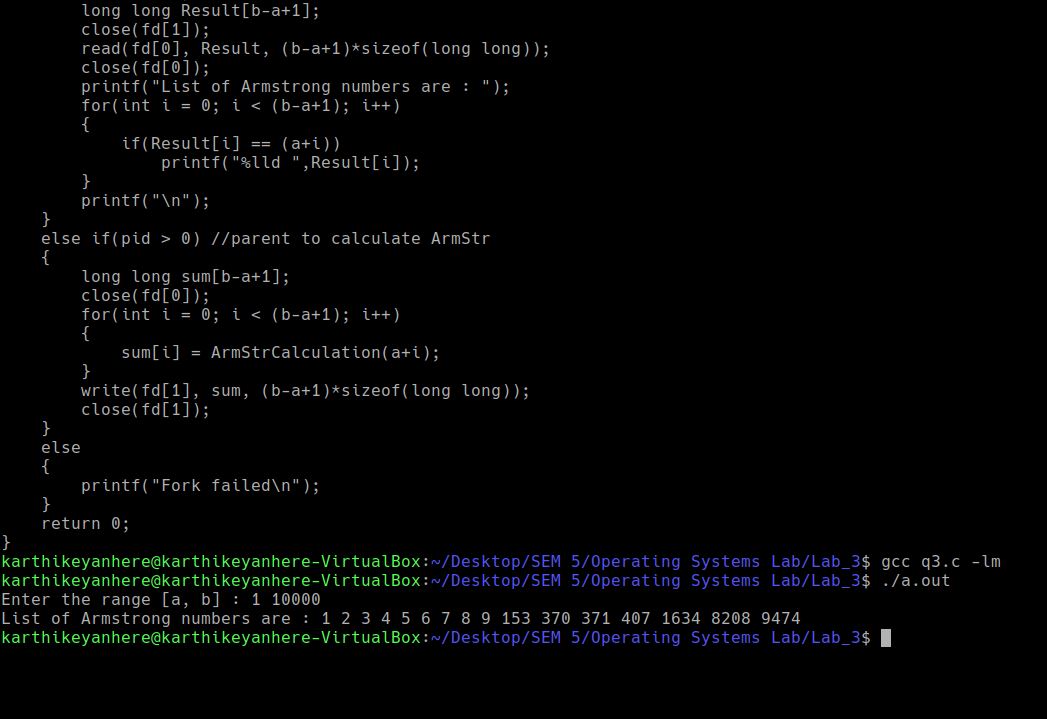 long long Result[b-a+1];
        close(fd[1]);
        read(fd[0], Result, (b-a+1)*sizeof(long long));
        close(fd[0]);
        printf("List of Armstrong numbers are : ");
        for(int i = 0; i < (b-a+1); i++)
        {
            if(Result[i] == (a+i))
                printf("%lld ",Result[i]);
        }
        printf("\n");
    }
    else if(pid > 0) //parent to calculate ArmStr
    {
        long long sum[b-a+1];
        close(fd[0]);
        for(int i = 0; i < (b-a+1); i++)
        {
            sum[i] = ArmStrCalculation(a+i);
        }
        write(fd[1], sum, (b-a+1)*sizeof(long long));
        close(fd[1]);
    }
    else
    {
        printf("Fork failed\n");
    }
    return 0;
}
karthikeyanhere@karthikeyanhere-VirtualBox:~/Desktop/SEM 5/Operating Systems Lab/Lab_3$ gcc q3.c -lm
karthikeyanhere@karthikeyanhere-VirtualBox:~/Desktop/SEM 5/Operating Systems Lab/Lab_3$ ./a.out
Enter the range [a, b] : 1 10000
List of Armstrong numbers are : 1 2 3 4 5 6 7 8 9 153 370 371 407 1634 8208 9474
karthikeyanhere@karthikeyanhere-VirtualBox:~/Desktop/SEM 5/Operating Systems Lab/Lab_3$